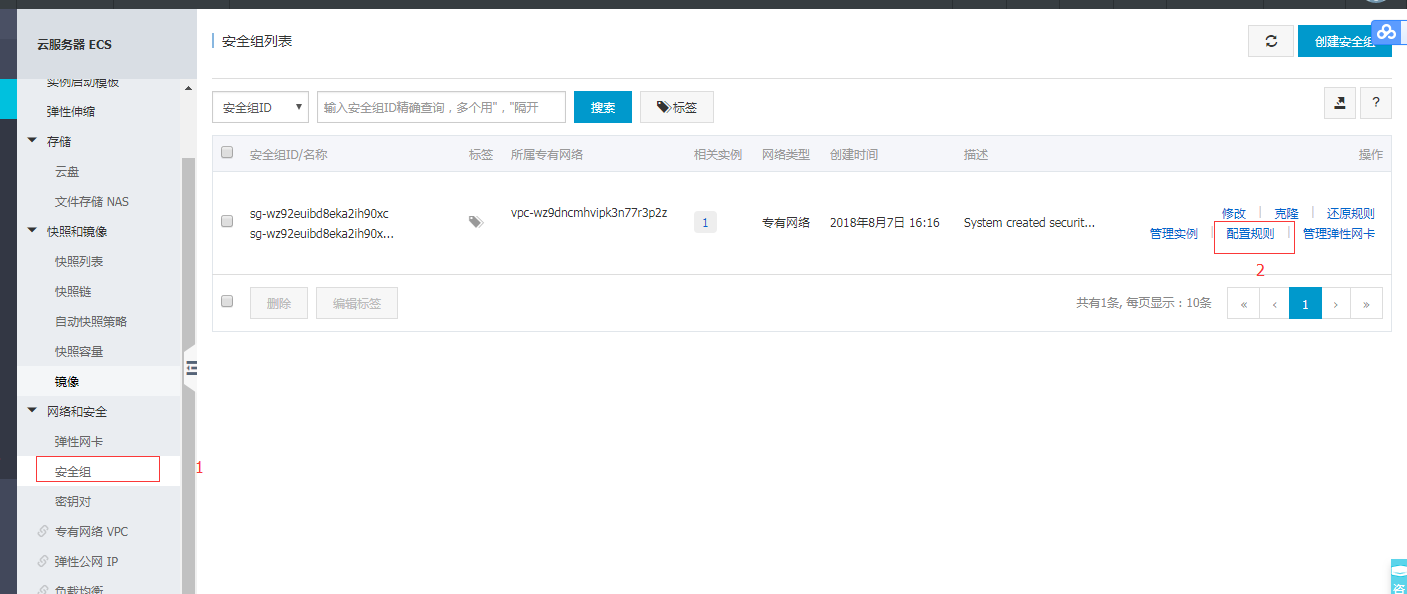 云服务器 ECS
实例启动模板
弹性伸缩
存储
云盘
文件存储 NAS
快照和镜像
快照列表
快照链
自动快照策略
快照容量
镜像
网络和安全
弹性网卡
安全组
1
密钥对
专有网络 VPC
弹性公网 IP
负载均衡
安全组列表
创建安全组
安全组ID
输入安全组ID精确查询，多个用"，"隔开
搜索
标签
?
安全组ID/名称 标签 所属专有网络 相关实例 网络类型 创建时间 描述 操作
sg-wz92euibd8eka2ih90xc
sg-wz92euibd8eka2ih90x...
vpc-wz9dncmhvipk3n77r3p2z
1
专有网络
2018年8月7日 16:16
System created securit...
修改 | 克隆 | 还原规则
管理实例 | 配置规则 | 管理弹性网卡
2
删除 编辑标签
共有1条, 每页显示：10条
« ‹ 1 › »
咨